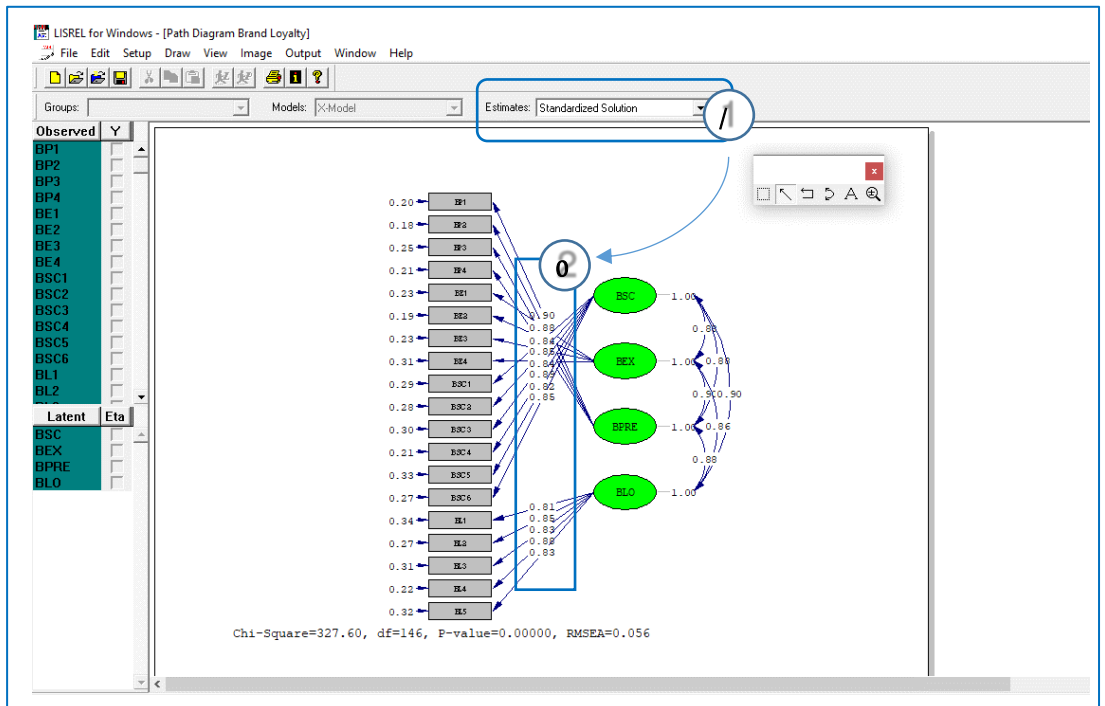 LISREL for Windows - [Path Diagram Brand Loyalty]
File Edit Setup Draw View Image Output Window Help
Groups: Models: X-Model Estimates: Standardized Solution
Observed Y
BP1
BP2
BP3
BP4
BE1
BE2
BE3
BE4
BSC1
BSC2
BSC3
BSC4
BSC5
BSC6
BL1
BL2
Latent Eta
BSC
BEX
BPRE
BLO
1
2
A
0.20 BP1
0.18 BP2
0.25 BP3
0.21 BP4
0.23 BE1
0.19 BE2
0.23 BE3
0.31 BE4
0.29 BSC1
0.28 BSC2
0.30 BSC3
0.21 BSC4
0.33 BSC5
0.27 BSC6
0.34 BL1
0.27 BL2
0.31 BL3
0.22 BL4
0.32 BL5
0.90
0.88
0.84
0.85
0.82
0.85
0.81
0.85
0.83
0.88
0.83
BSC 1.00
BEX 1.00
BPRE 1.00
BLO 1.00
0.88
0.90
0.86
0.88
Chi-Square=327.60, df=146, P-value=0.00000, RMSEA=0.056